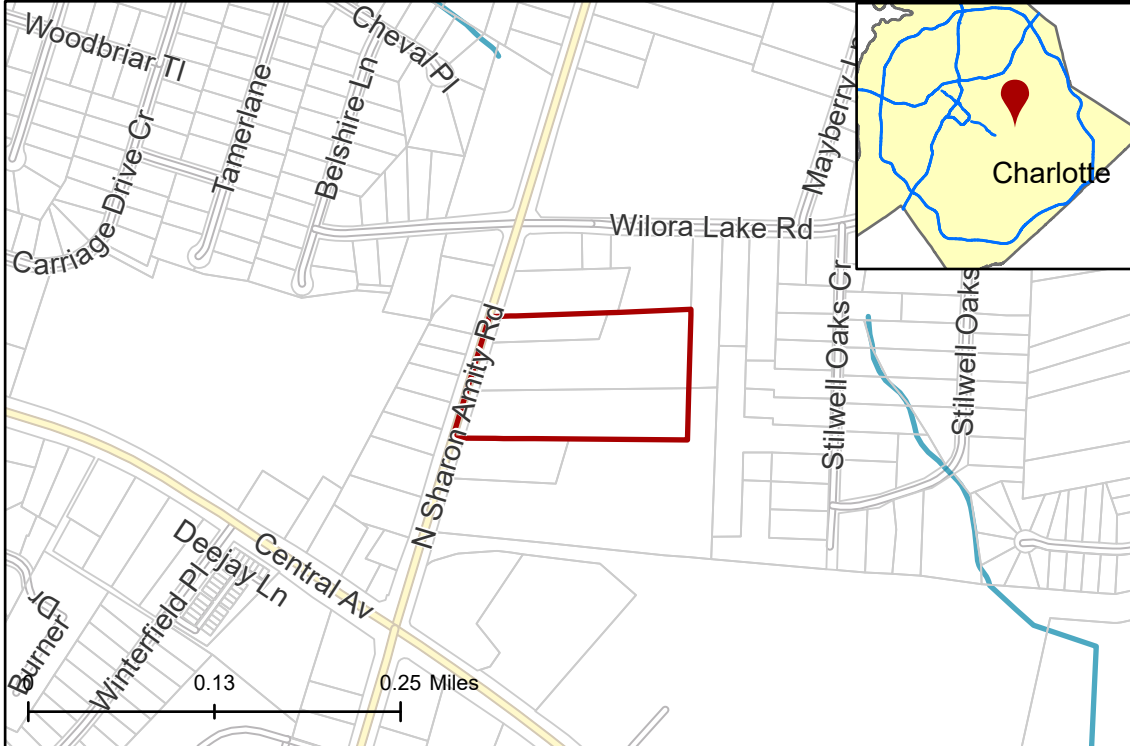 Woodbriar Tl
Cheval Pl
Tamerlane
Belshire Ln
Carriage Drive Cr
Mayberry L
Charlotte
Wilora Lake Rd
N Sharon Amity Rd
Stilwell Oaks Cr
Stilwell Oaks
Central Av
Deejay Ln
Winterfield Pl
Burner
Dr
0
0.13
0.25 Miles